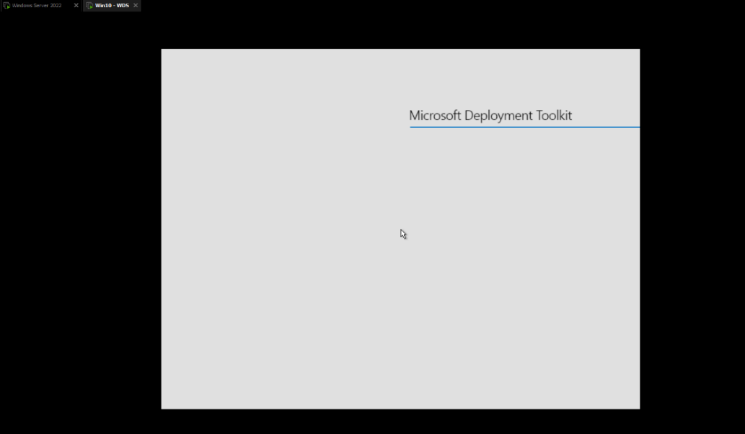 Windows Server 2022
Win10 - WDS
Microsoft Deployment Toolkit